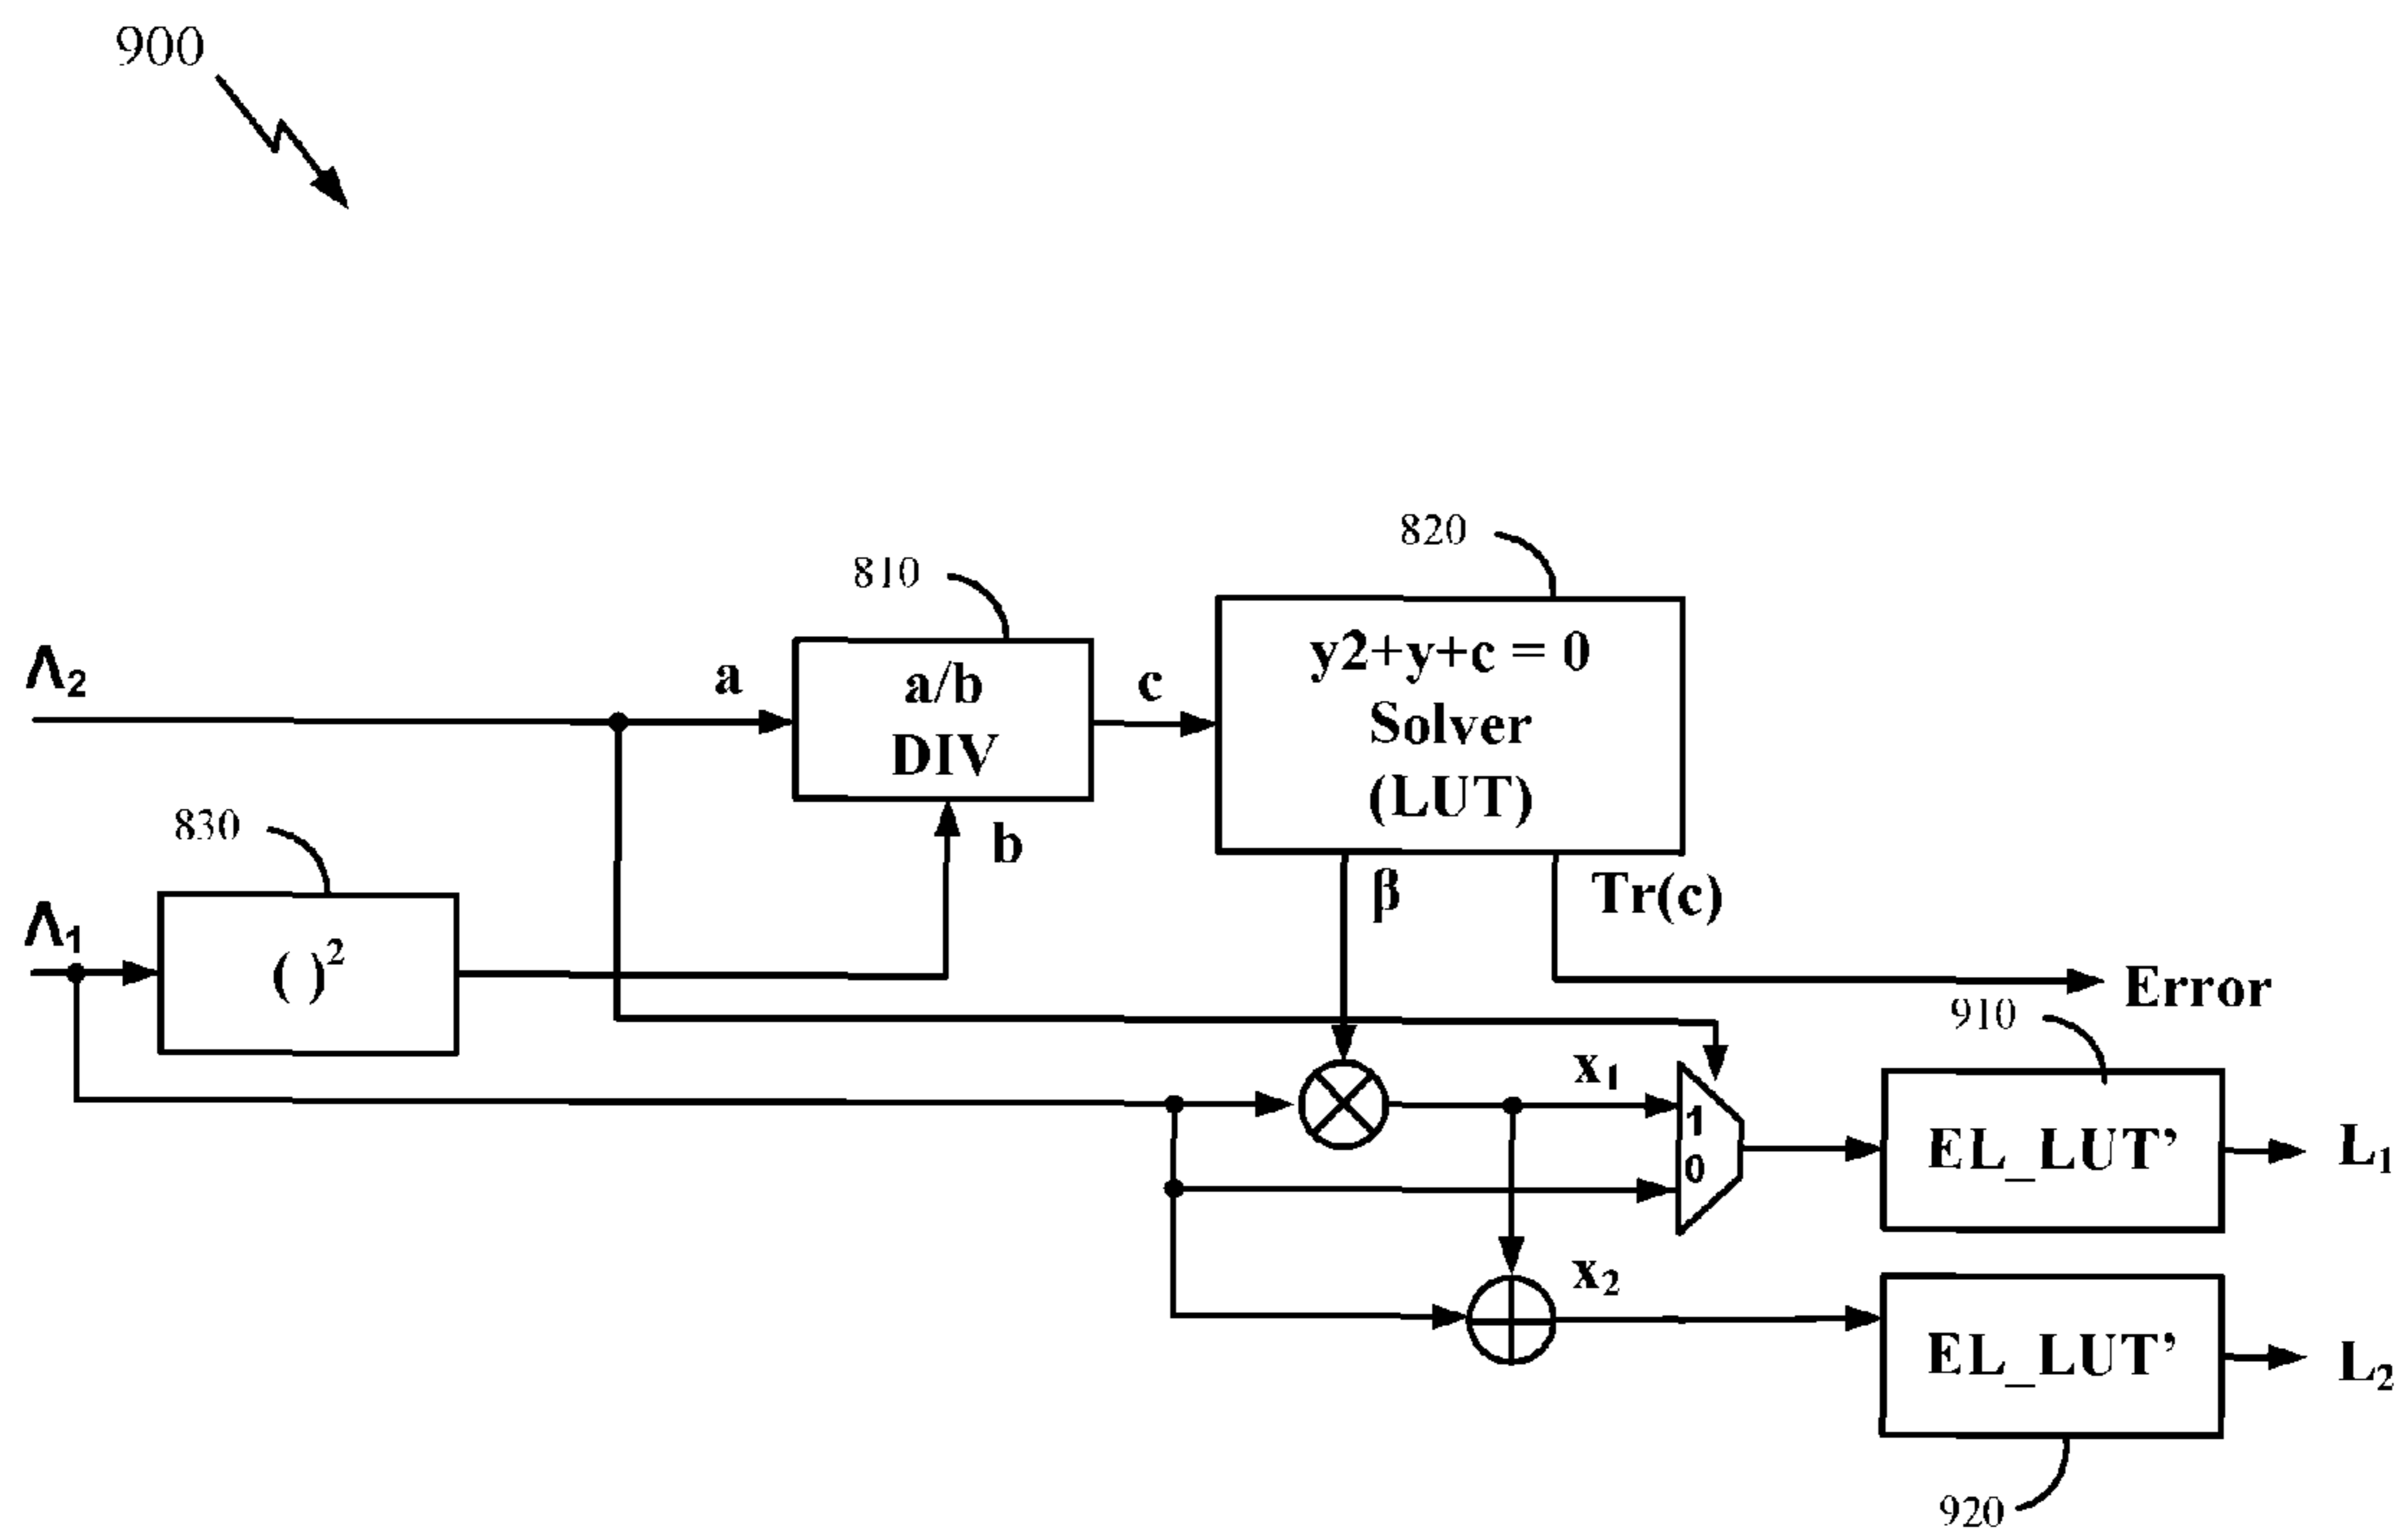 900
820
810
Λ₂
a
a/b
DIV
c
y2+y+c = 0
Solver
(LUT)
830
b
β
Tr(c)
Λ₁
( )²
Error
910
x₁
1
0
EL_LUT’
L₁
x₂
EL_LUT’
L₂
920